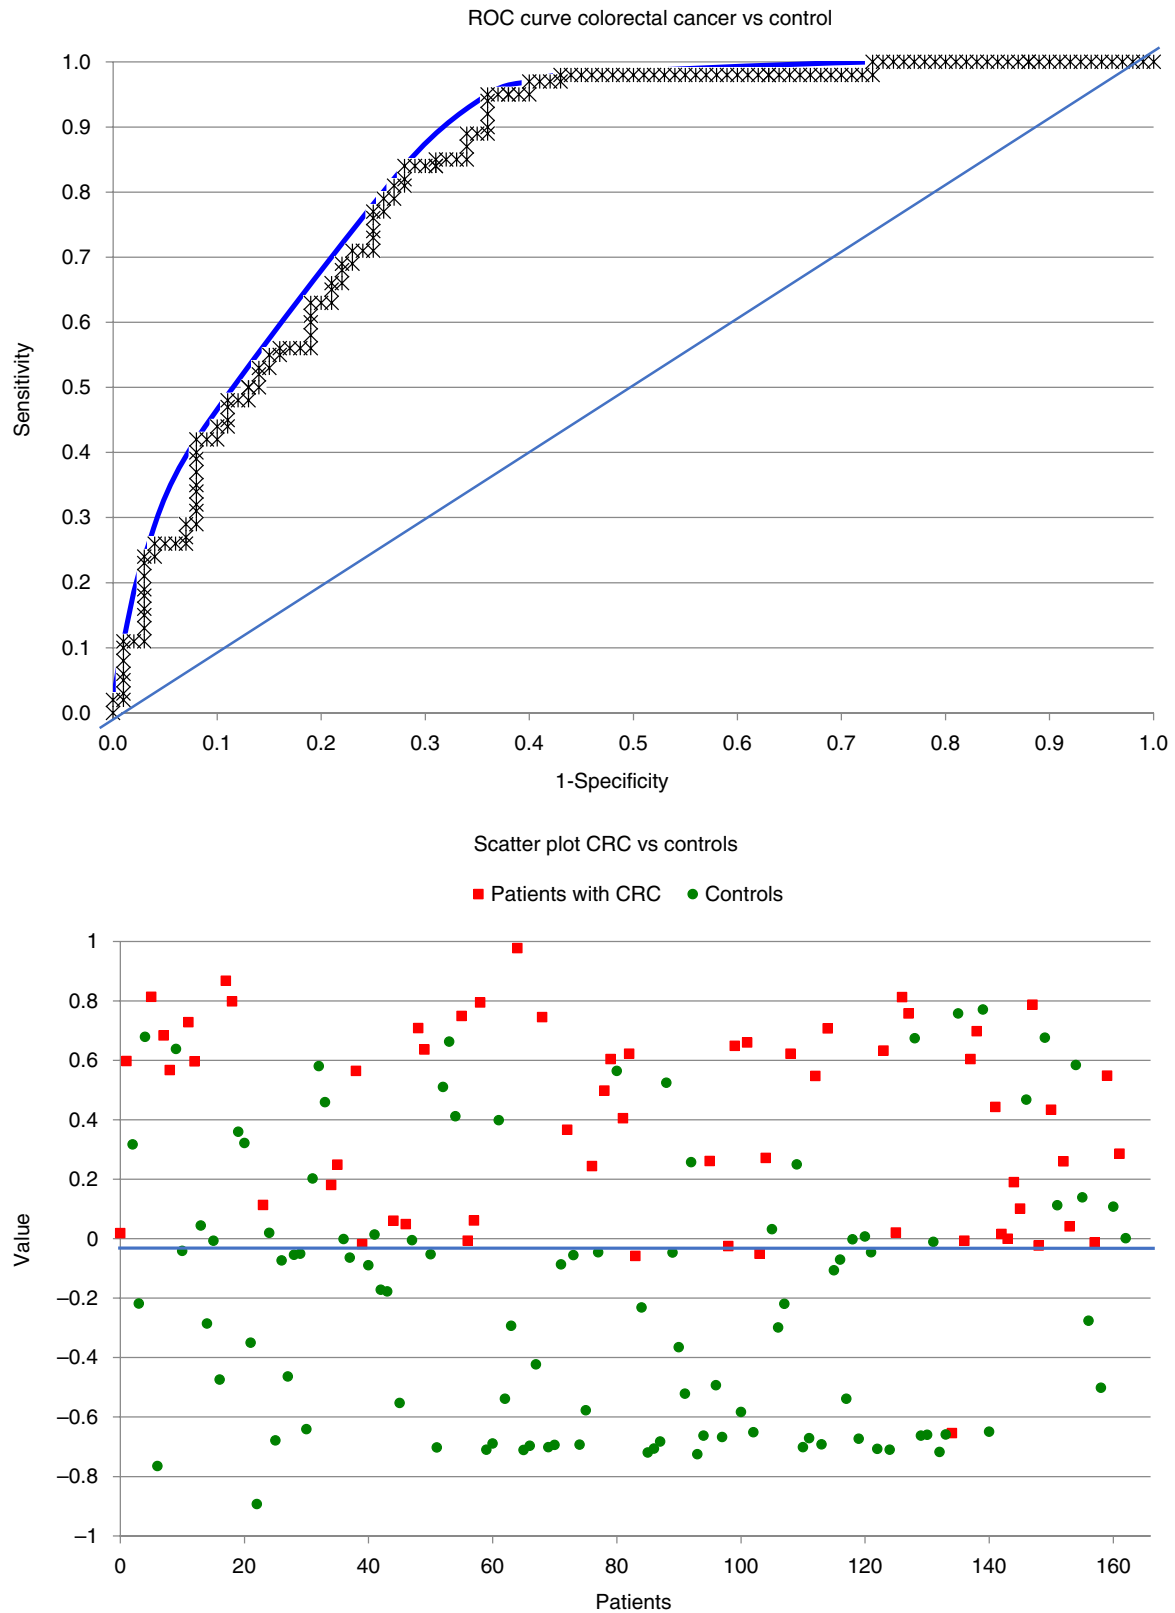 ROC curve colorectal cancer vs control
1.0
0.9
0.8
0.7
0.6
0.5
0.4
0.3
0.2
0.1
0.0
Sensitivity
0.0 0.1 0.2 0.3 0.4 0.5 0.6 0.7 0.8 0.9 1.0
1-Specificity
Scatter plot CRC vs controls
Patients with CRC Controls
1
0.8
0.6
0.4
0.2
0
–0.2
–0.4
–0.6
–0.8
–1
Value
0 20 40 60 80 100 120 140 160
Patients